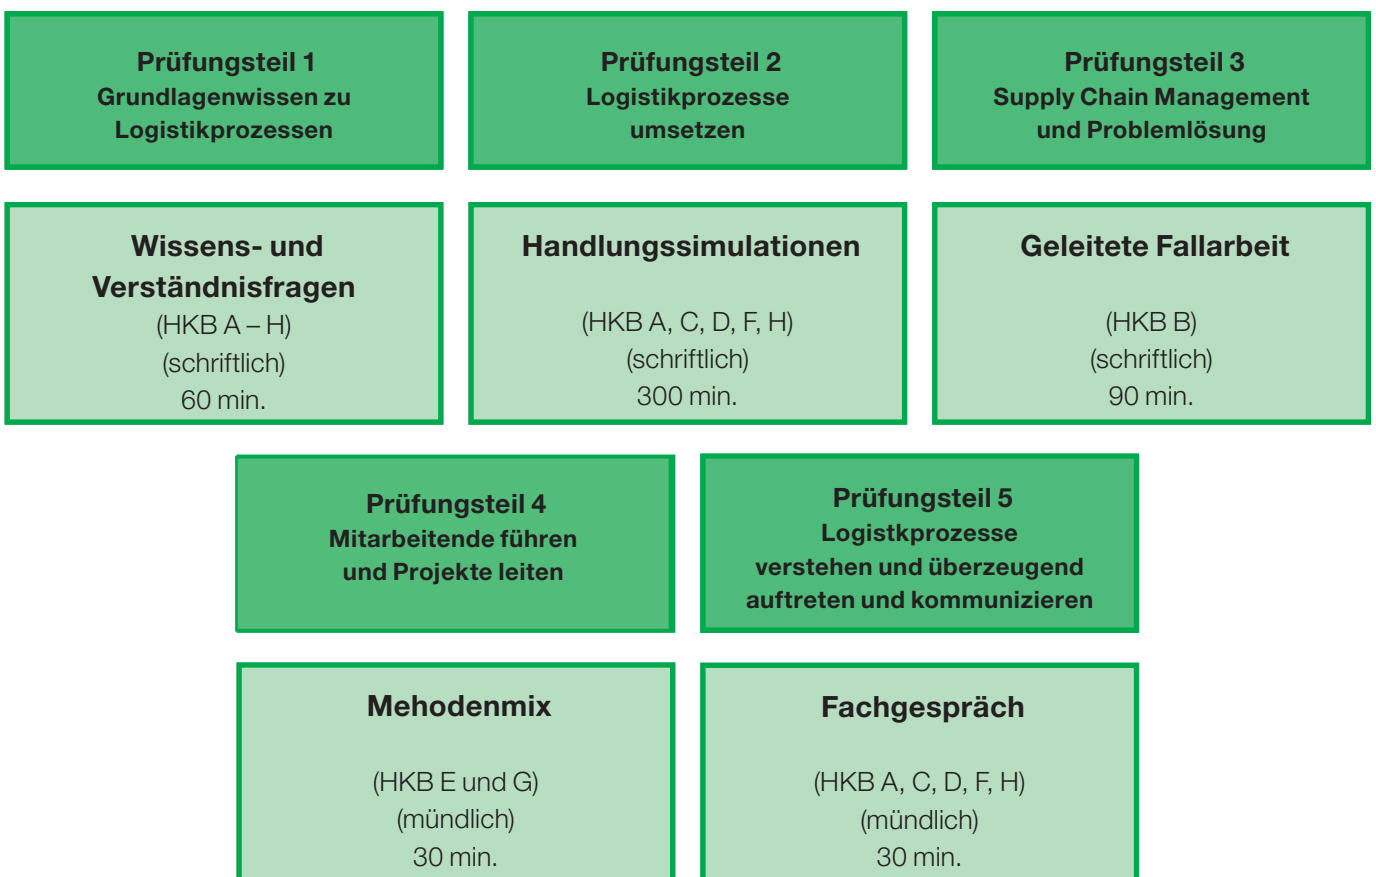 Prüfungsteil 1
Grundlagenwissen zu
Logistikprozessen
Prüfungsteil 2
Logistikprozesse
umsetzen
Prüfungsteil 3
Supply Chain Management
und Problemlösung
Wissens- und
Verständnisfragen
(HKB A – H)
(schriftlich)
60 min.
Handlungssimulationen
(HKB A, C, D, F, H)
(schriftlich)
300 min.
Geleitete Fallarbeit
(HKB B)
(schriftlich)
90 min.
Prüfungsteil 4
Mitarbeitende führen
und Projekte leiten
Prüfungsteil 5
Logistkprozesse
verstehen und überzeugend
auftreten und kommunizieren
Mehodenmix
(HKB E und G)
(mündlich)
30 min.
Fachgespräch
(HKB A, C, D, F, H)
(mündlich)
30 min.